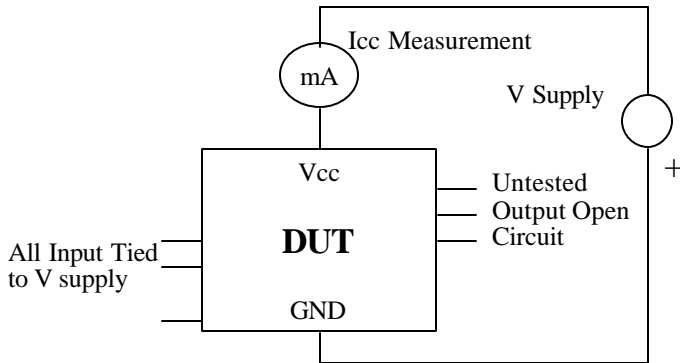 Icc Measurement
mA
V Supply
+
Vcc
Untested
Output Open
Circuit
DUT
All Input Tied
to V supply
GND